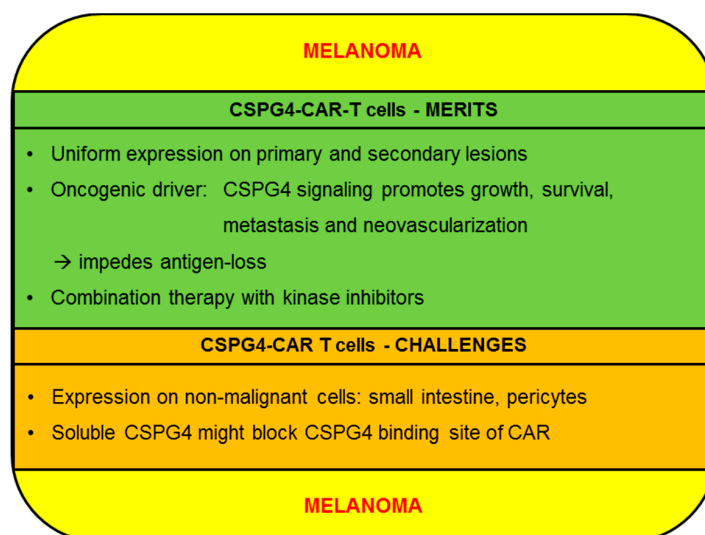 MELANOMA
CSPG4-CAR-T cells - MERITS
• Uniform expression on primary and secondary lesions
• Oncogenic driver: CSPG4 signaling promotes growth, survival,
metastasis and neovascularization
→ impedes antigen-loss
• Combination therapy with kinase inhibitors
CSPG4-CAR T cells - CHALLENGES
• Expression on non-malignant cells: small intestine, pericytes
• Soluble CSPG4 might block CSPG4 binding site of CAR
MELANOMA